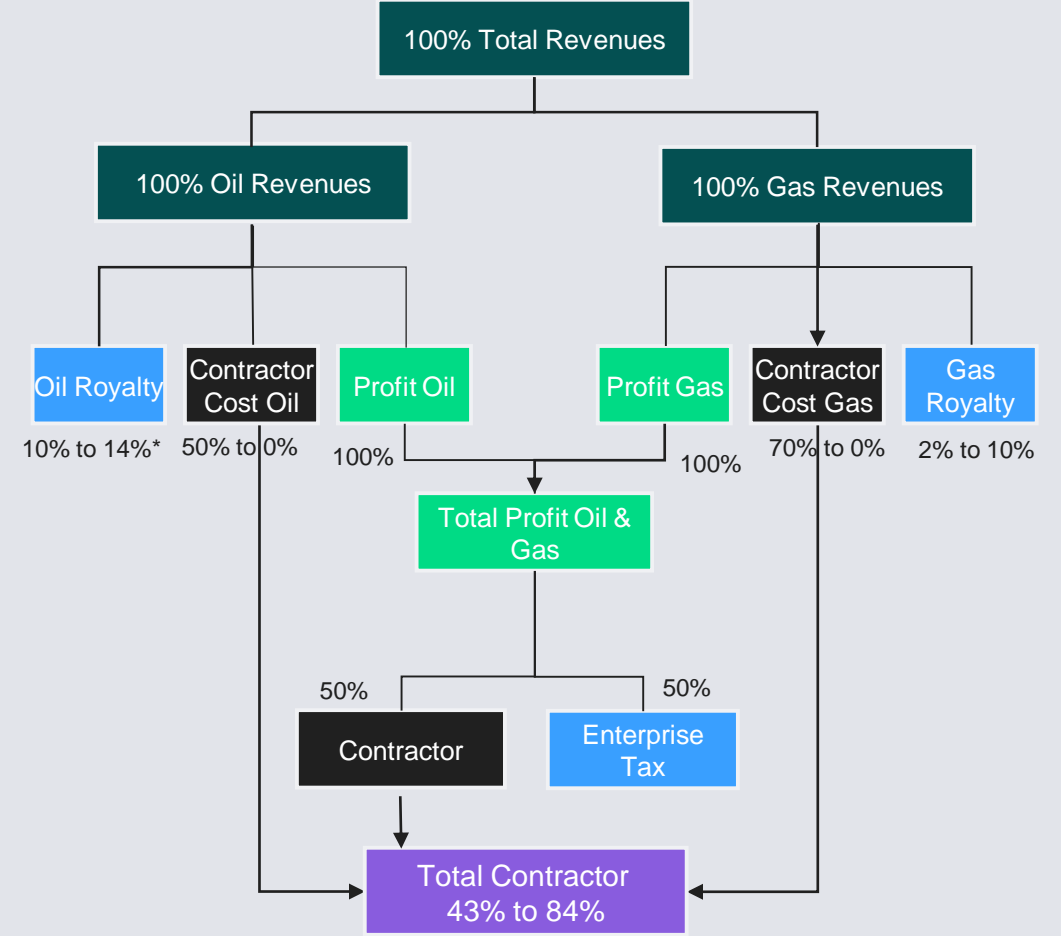 100% Total Revenues
100% Oil Revenues
100% Gas Revenues
Oil Royalty
Contractor
Cost Oil
Profit Oil
Profit Gas
Contractor
Cost Gas
Gas
Royalty
10% to 14%*
50% to 0%
100%
100%
70% to 0%
2% to 10%
Total Profit Oil &
Gas
50%
50%
Contractor
Enterprise
Tax
Total Contractor
43% to 84%